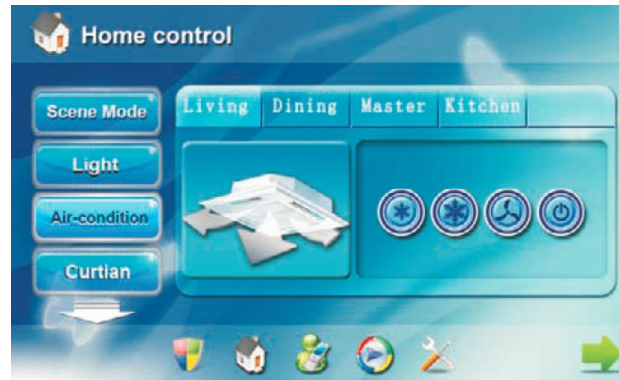 Home control
Scene Mode
Living Dining Master Kitchen
Light
Air-condition
Curtian